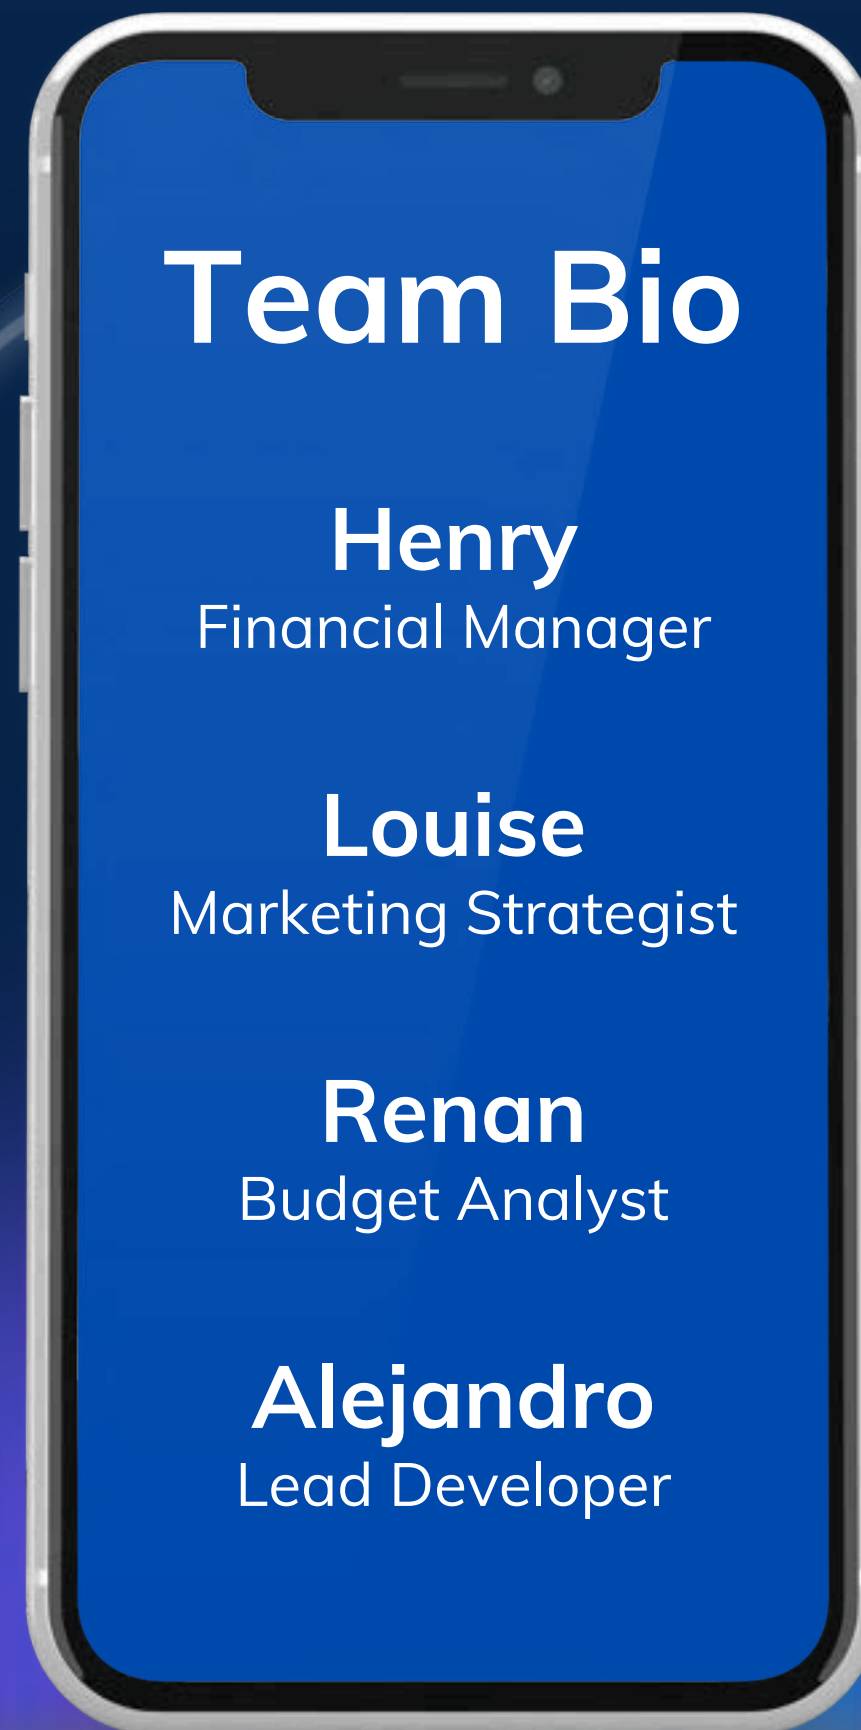 Team Bio
Henry
Financial Manager
Louise
Marketing Strategist
Renan
Budget Analyst
Alejandro
Lead Developer